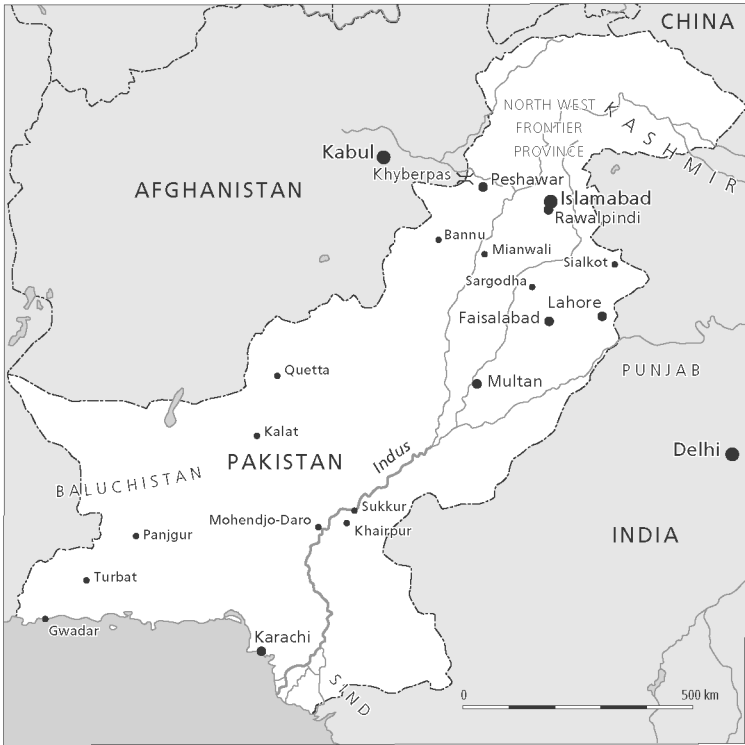 CHINA
NORTH WEST
FRONTIER
PROVINCE
KASHMIR
Kabul
Khyberpas
Peshawar
AFGHANISTAN
Islamabad
Rawalpindi
Bannu
Mianwali
Sialkot
Sargodha
Lahore
Faisalabad
Quetta
PUNJAB
Multan
Kalat
Delhi
Indus
PAKISTAN
BALUCHISTAN
Sukkur
Mohendjo-Daro
Khairpur
Panjgur
INDIA
Turbat
Gwadar
Karachi
SIND
0 500 km